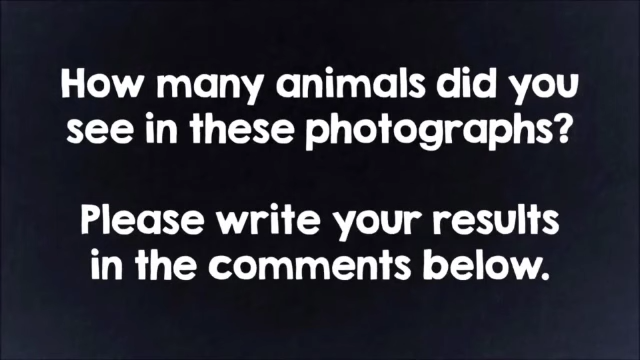 How many animals did you
see in these photographs?
Please write your results
in the comments below.